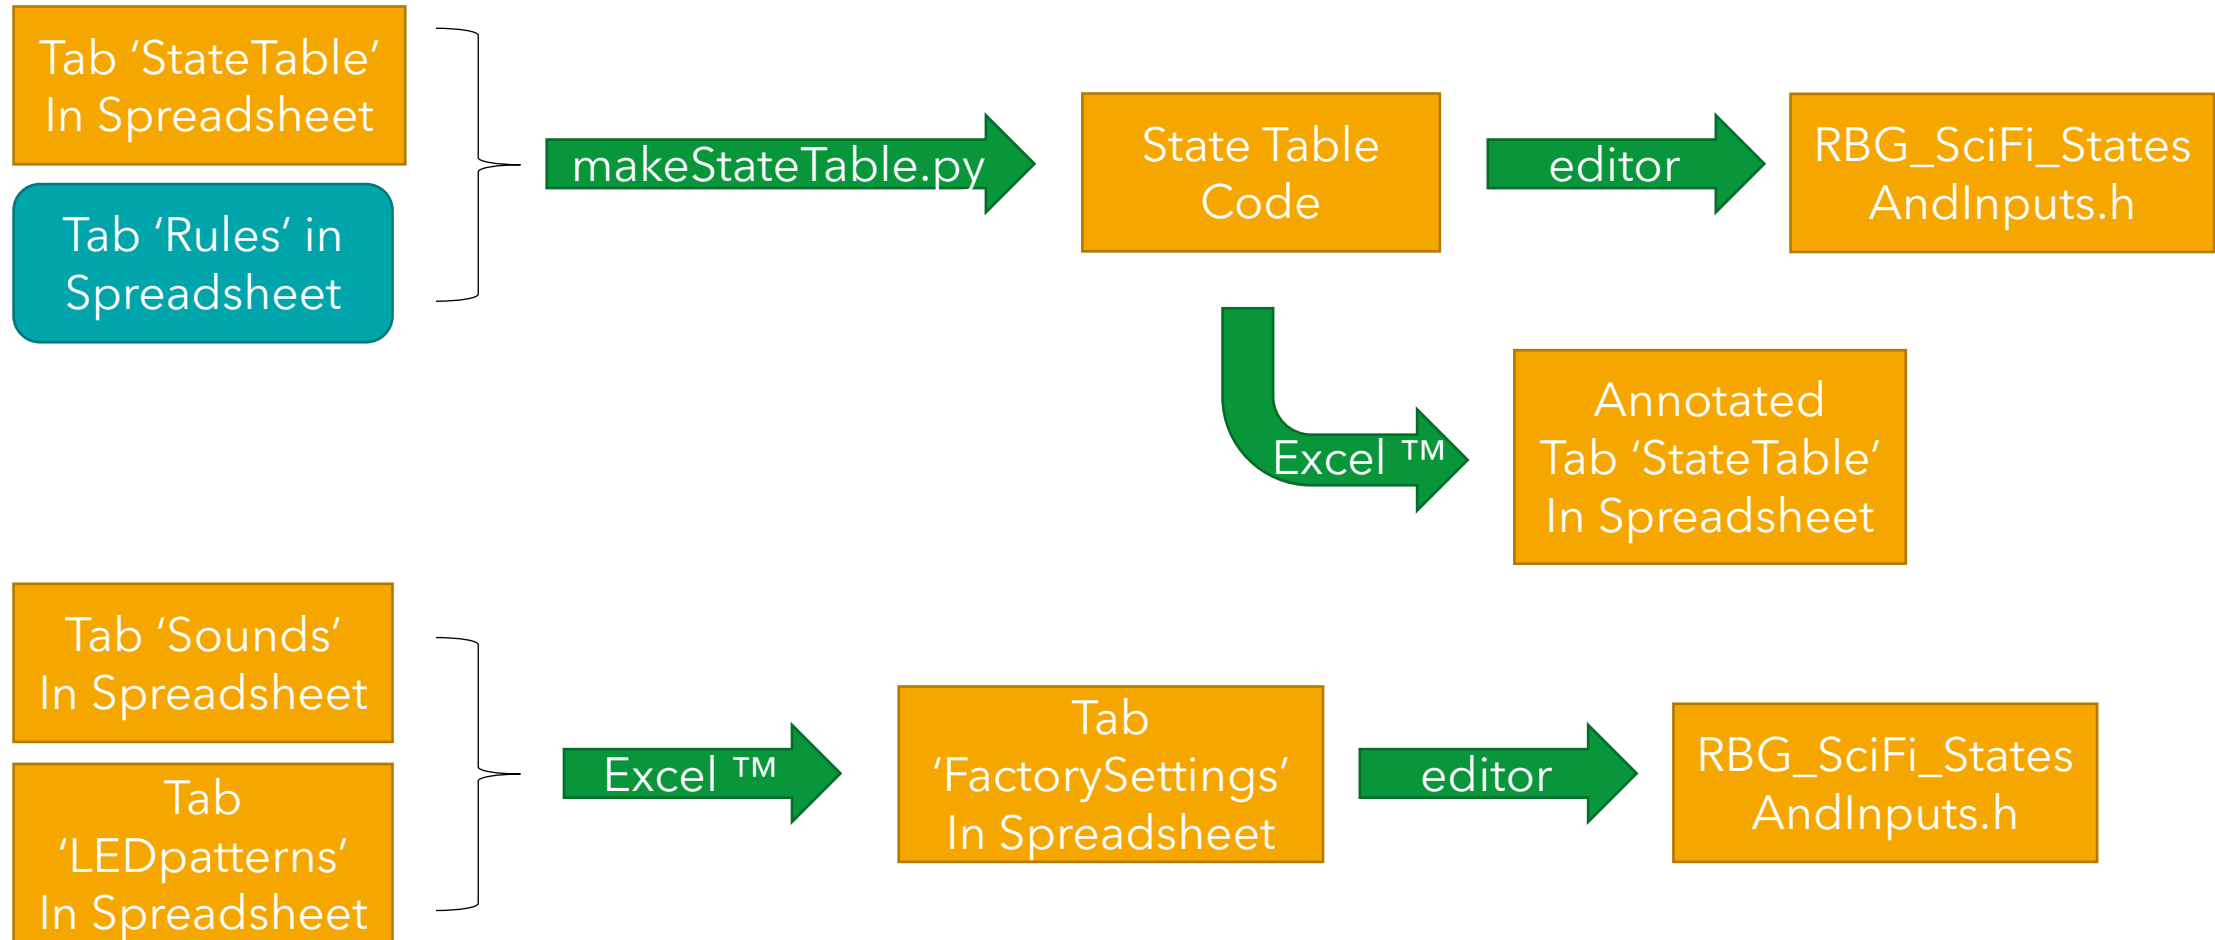 Tab ‘StateTable’
In Spreadsheet
Tab ‘Rules’ in
Spreadsheet
makeStateTable.py
State Table
Code
editor
RBG_SciFi_States
AndInputs.h
Excel ™
Annotated
Tab ‘StateTable’
In Spreadsheet
Tab ‘Sounds’
In Spreadsheet
Tab
‘LEDpatterns’
In Spreadsheet
Excel ™
Tab
‘FactorySettings’
In Spreadsheet
editor
RBG_SciFi_States
AndInputs.h